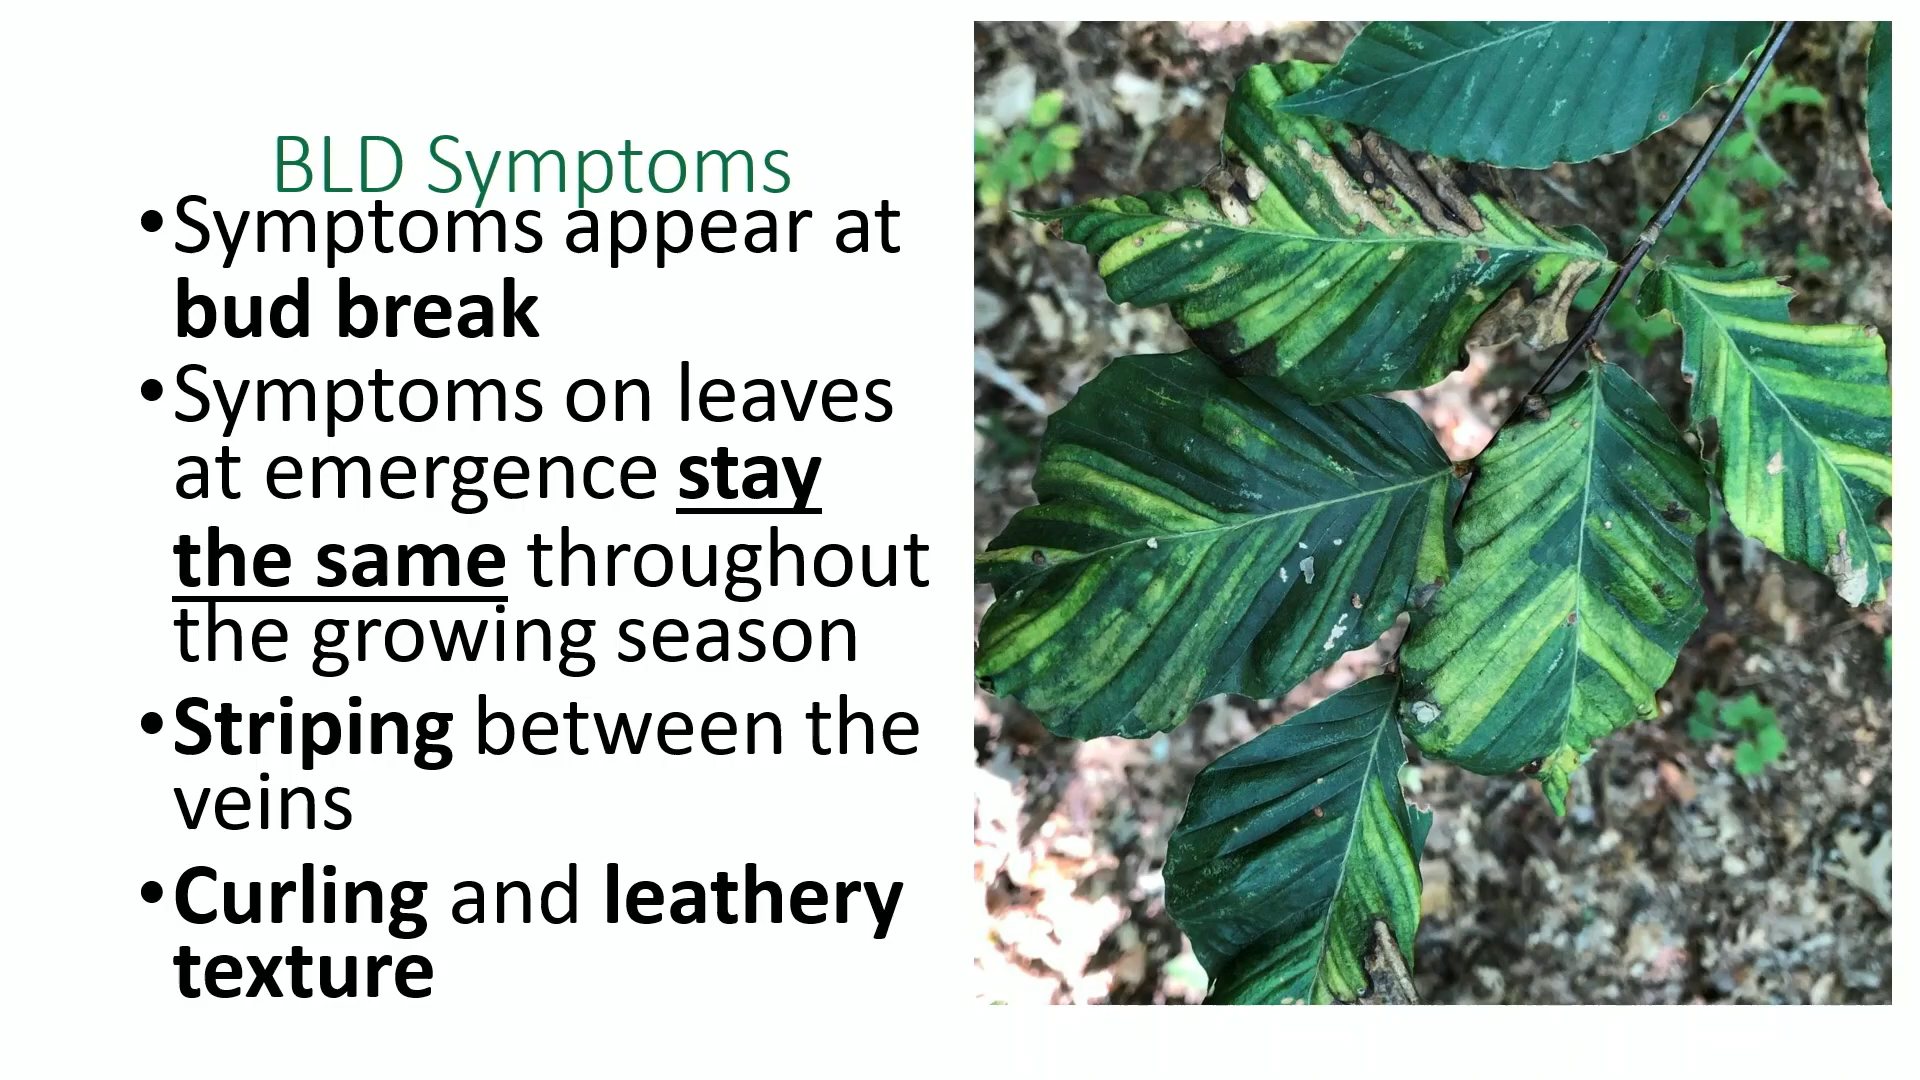 BLD Symptoms
•Symptoms appear at
bud break
•Symptoms on leaves
at emergence stay
the same throughout
the growing season
•Striping between the
veins
•Curling and leathery
texture